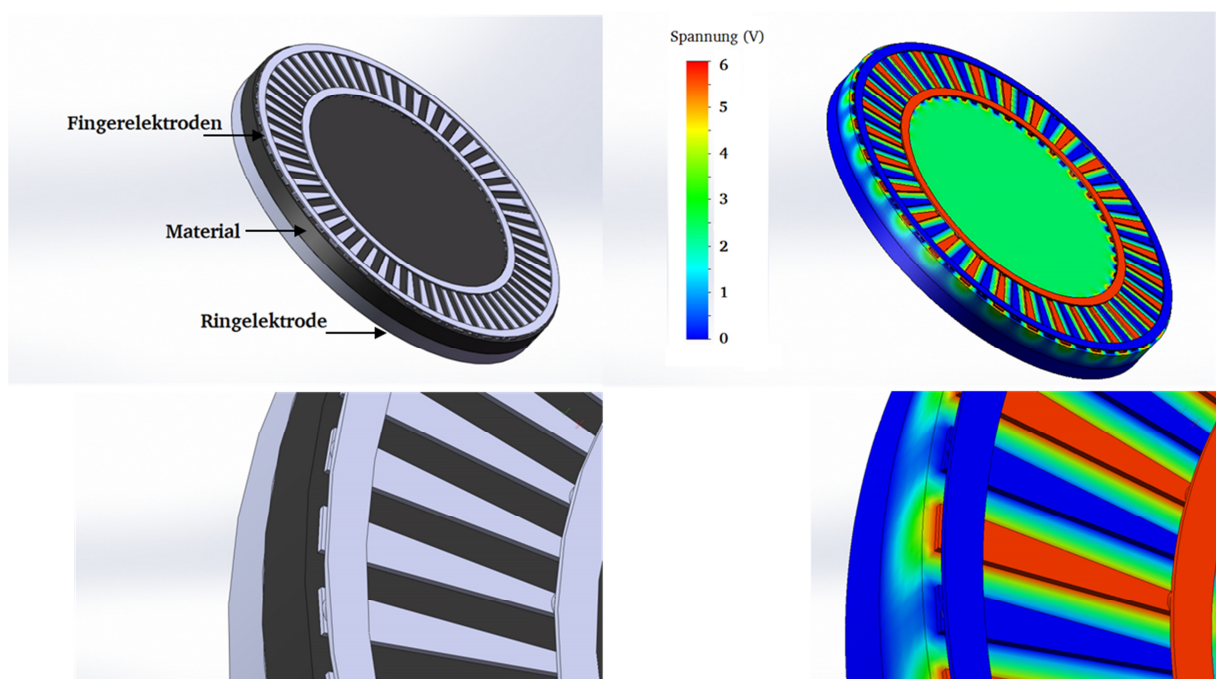 Fingerelektroden
Material
Ringelektrode
Spannung (V)
6
5
4
3
2
1
0